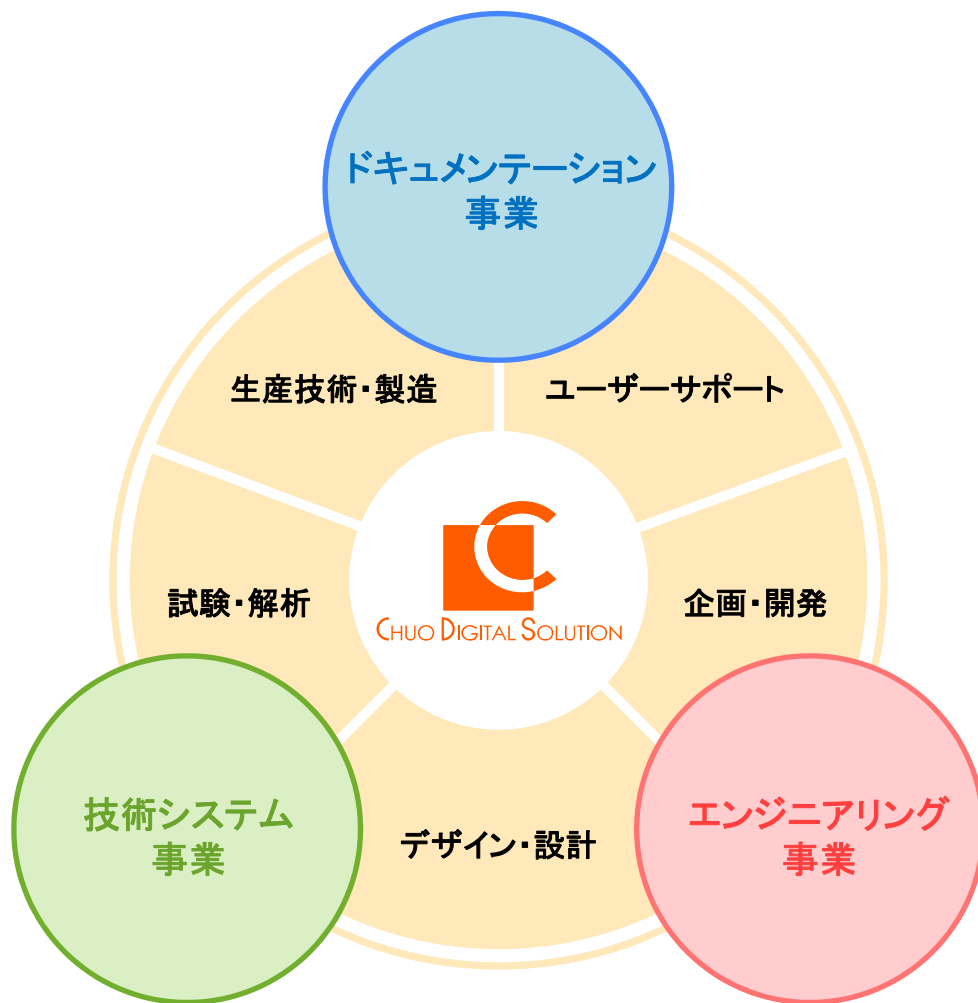 ドキュメンテーション
事業
生産技術・製造
ユーザーサポート
試験・解析
企画・開発
CHUO DIGITAL SOLUTION
技術システム
事業
デザイン・設計
エンジニアリング
事業